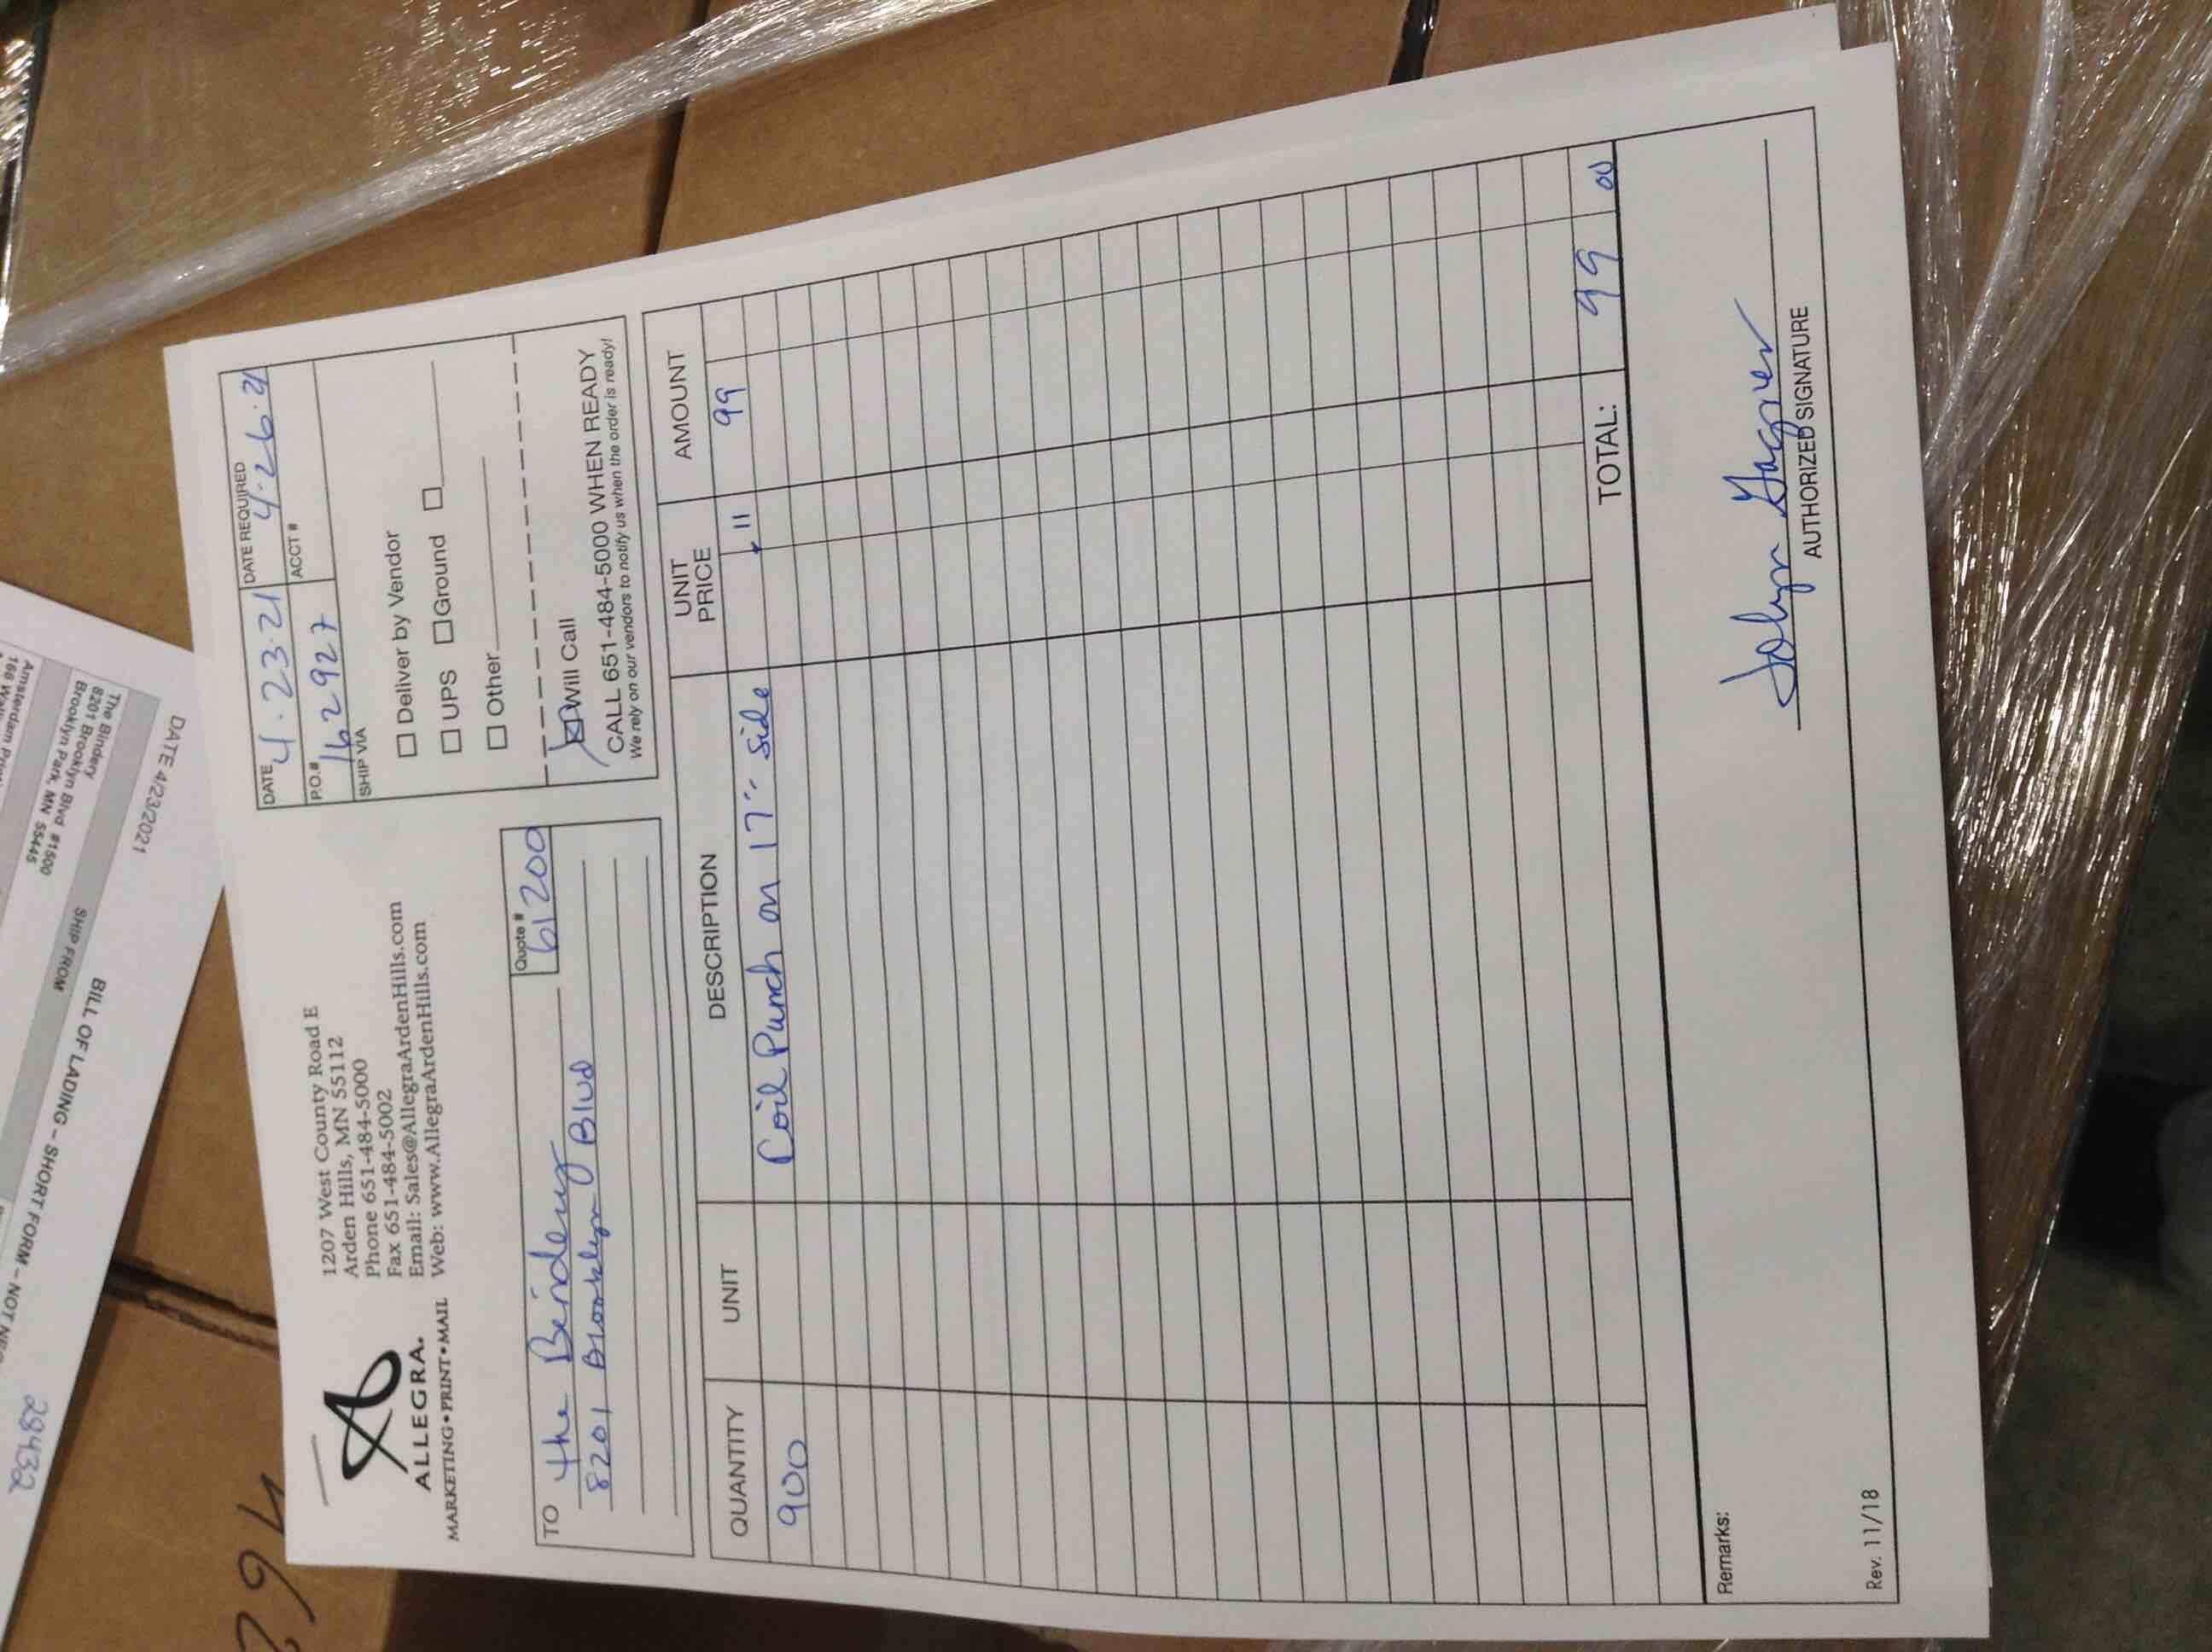 ALLEGRA.
MARKETING•PRINT•MAIL
1207 West County Road E
Arden Hills, MN 55112
Phone 651-484-5000
Fax 651-484-5002
Email: Sales@AllegraArdenHills.com
Web: www.AllegraArdenHills.com
DATE 4.23.21 DATE REQUIRED 4.26.21
P.O.# 162927 ACCT #
SHIP VIA
☐ Deliver by Vendor
☐ UPS ☐ Ground ☐
☐ Other
☒ Will Call
CALL 651-484-5000 WHEN READY
We rely on our vendors to notify us when the order is ready!
Quote # 61200
TO the Beindery
8201 Brooklyn Blvd
QUANTITY UNIT DESCRIPTION UNIT PRICE AMOUNT
900 Coil Punch on 17" side .11 99
TOTAL: 99 00
Remarks:
AUTHORIZED SIGNATURE
Rev. 11/18
DATE 4/23/2021
BILL OF LADING – SHORT FORM – NOT
28432
SHIP FROM
The Bindery
8201 Brooklyn Blvd #1500
Brooklyn Park, MN 55445
Amsterdam